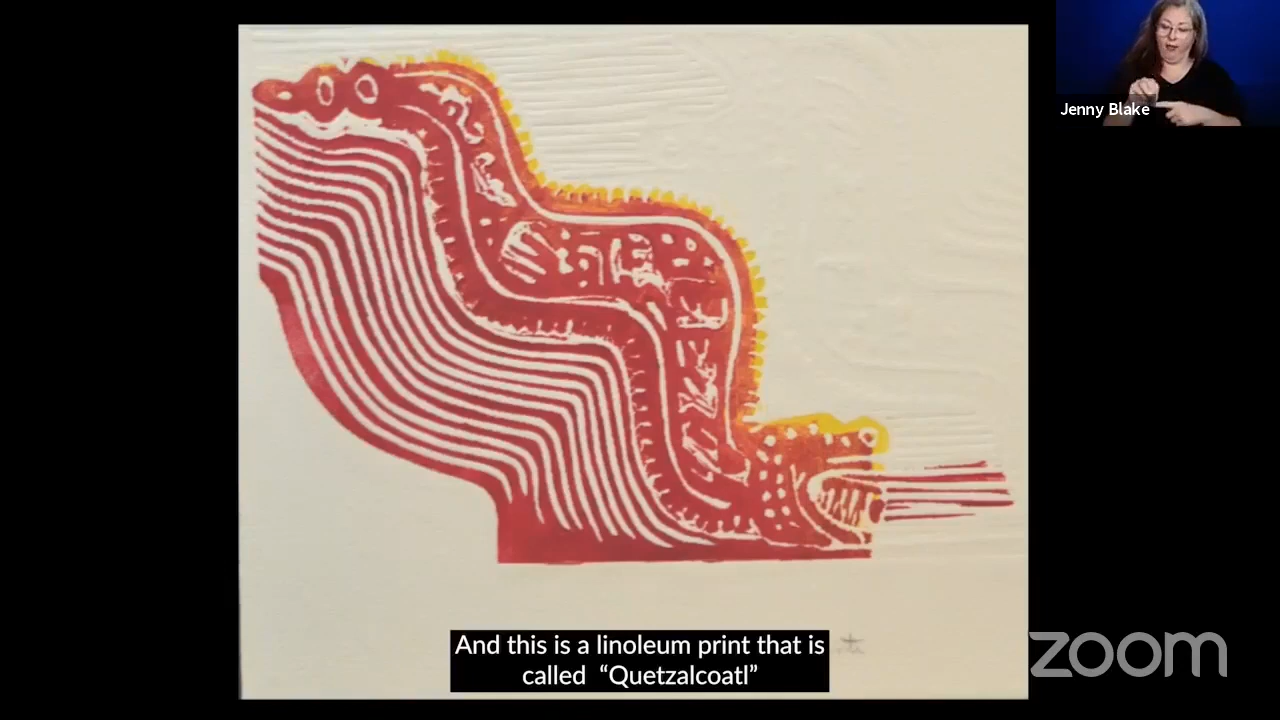 Jenny Blake
And this is a linoleum print that is
called “Quetzalcoatl”
zoom